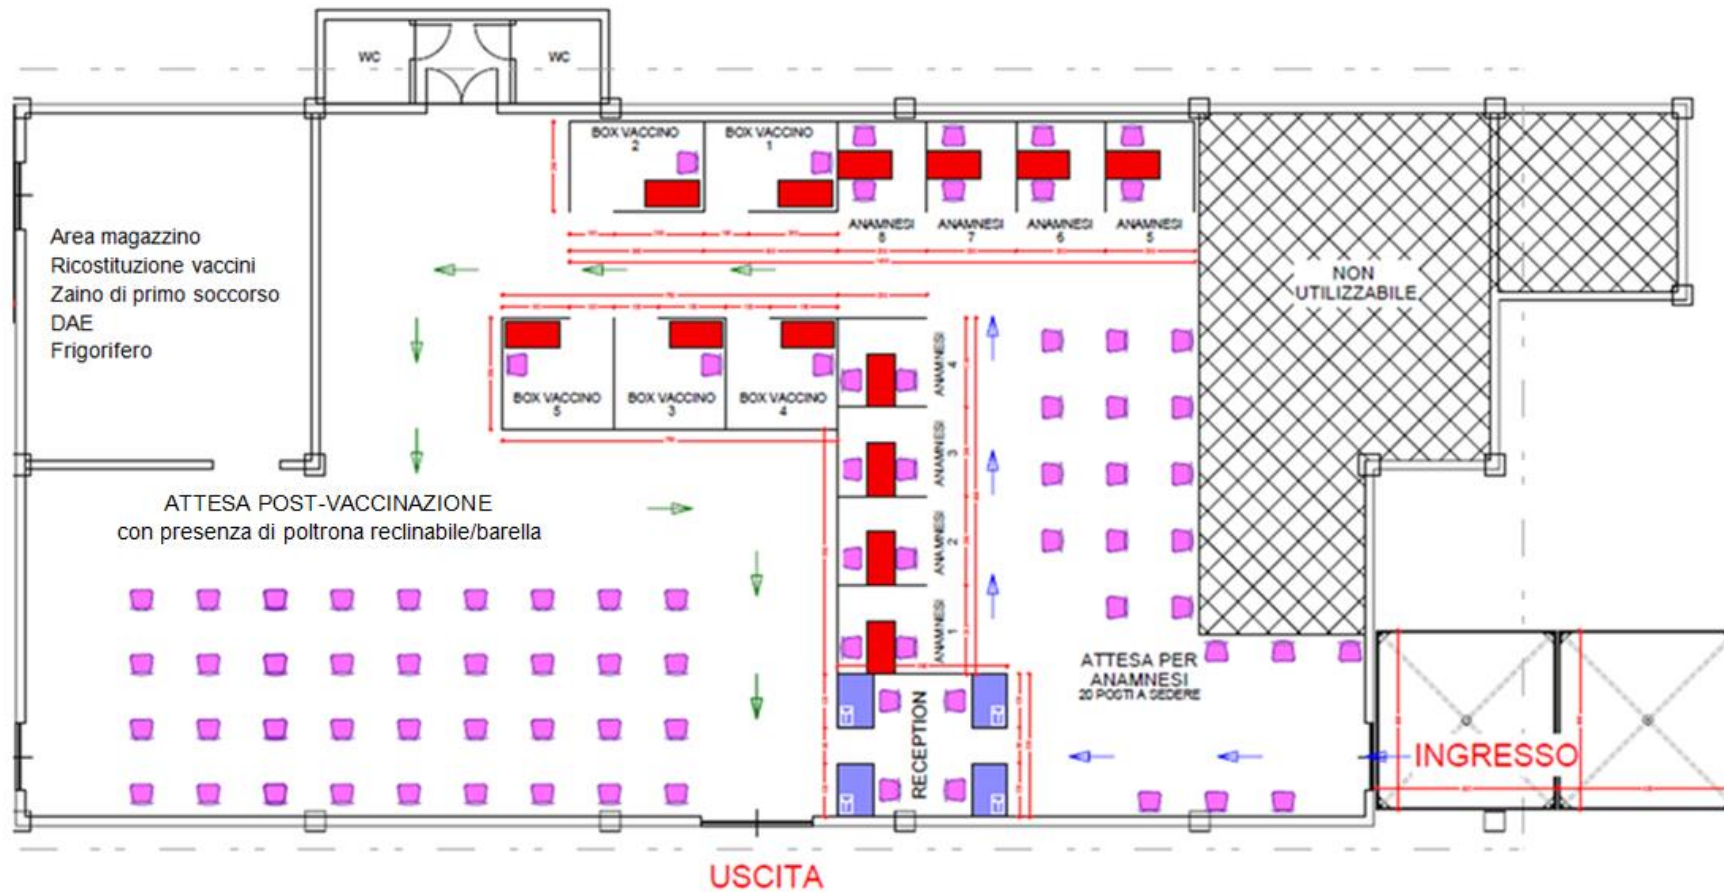 WC
WC
BOX VACCINO
2
BOX VACCINO
1
ANAMNESI
8
ANAMNESI
7
ANAMNESI
6
ANAMNESI
5
Area magazzino
Ricostituzione vaccini
Zaino di primo soccorso
DAE
Frigorifero
NON
UTILIZZABILE
BOX VACCINO
5
BOX VACCINO
3
BOX VACCINO
4
ANAMNESI
4
ANAMNESI
3
ANAMNESI
2
ANAMNESI
1
ATTESA POST-VACCINAZIONE
con presenza di poltrona reclinabile/barella
ATTESA PER
ANAMNESI
20 POSTI A SEDERE
RECEPTION
INGRESSO
USCITA